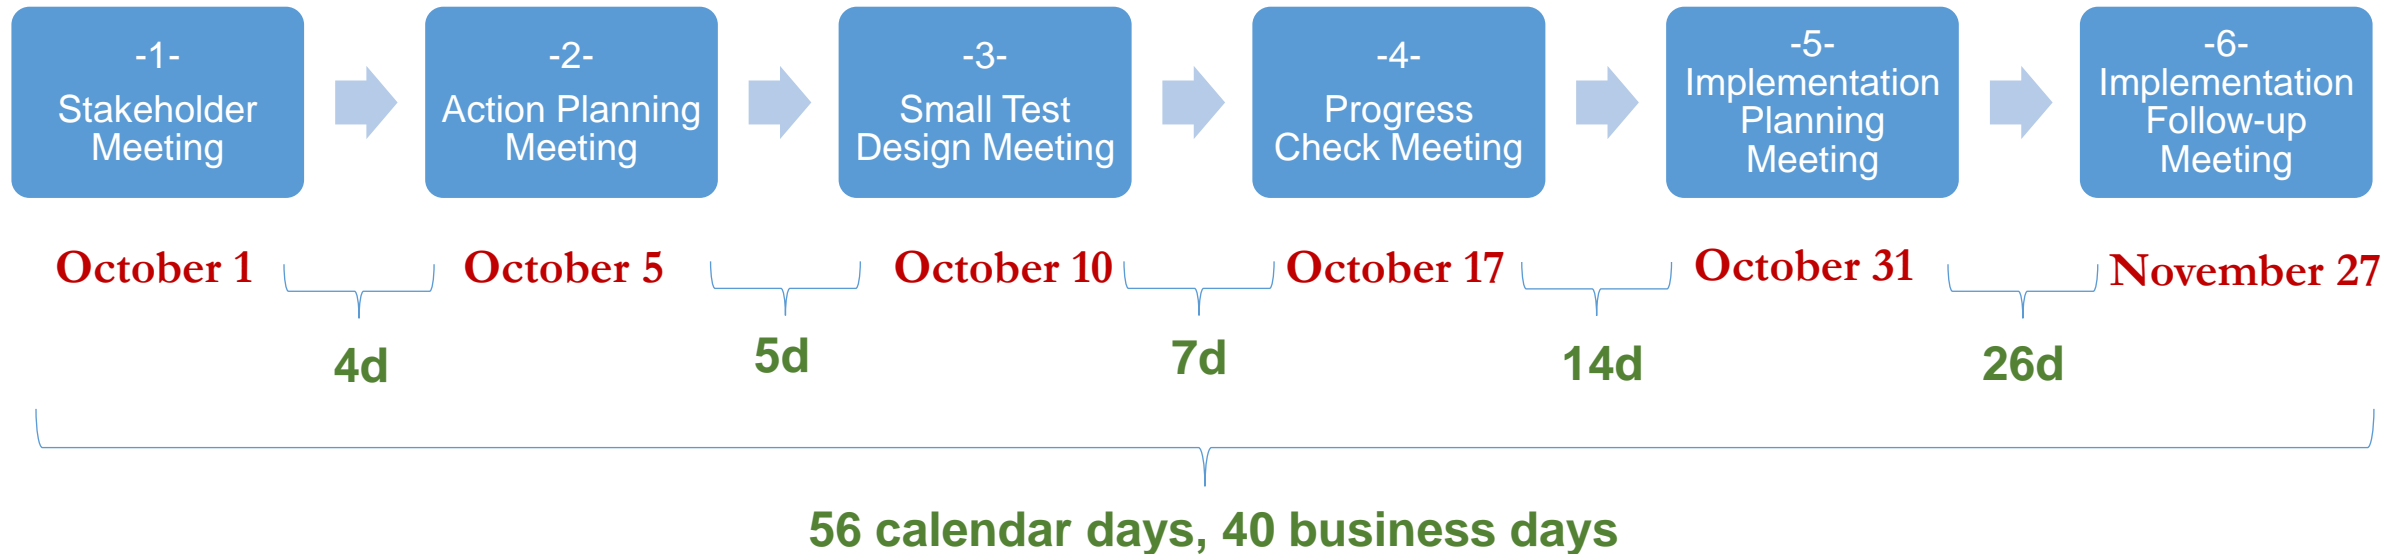 -1-
Stakeholder
Meeting
-2-
Action Planning
Meeting
-3-
Small Test
Design Meeting
-4-
Progress
Check Meeting
-5-
Implementation
Planning
Meeting
-6-
Implementation
Follow-up
Meeting
October 1
October 5
October 10
October 17
October 31
November 27
4d
5d
7d
14d
26d
56 calendar days, 40 business days